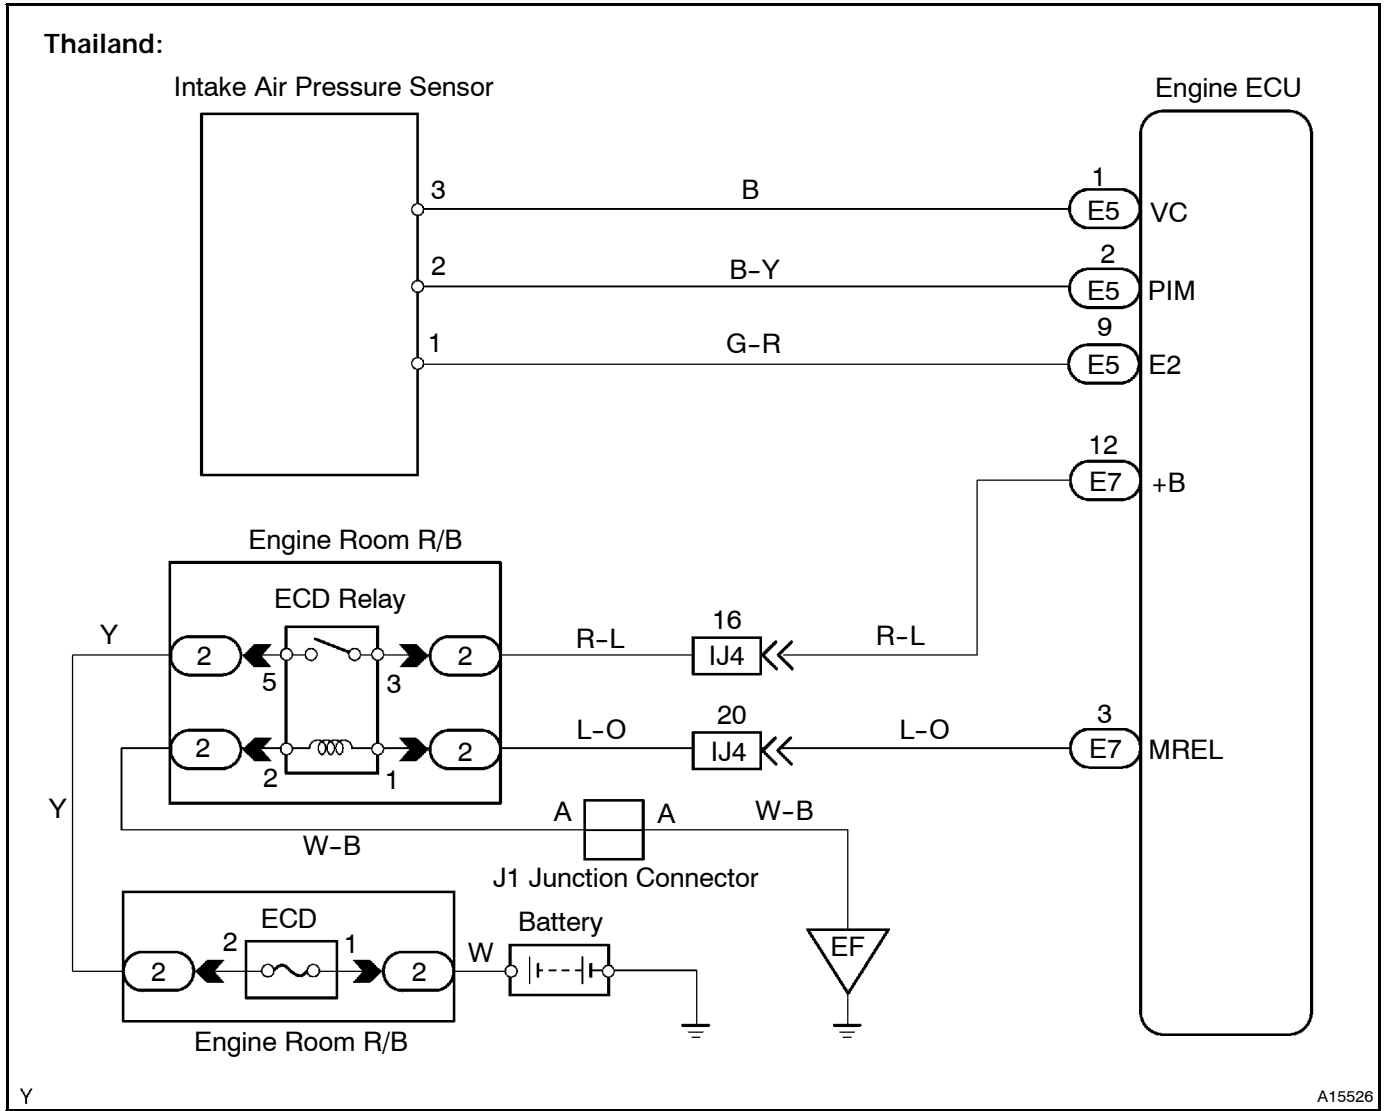 Thailand:
Intake Air Pressure Sensor
Engine ECU
3
B
1
E5
VC
2
B-Y
2
E5
PIM
1
G-R
9
E5
E2
12
E7
+B
Engine Room R/B
ECD Relay
Y
2
5
3
2
R-L
16
IJ4
R-L
2
2
1
2
L-O
20
IJ4
L-O
3
E7
MREL
Y
W-B
A
A
W-B
J1 Junction Connector
ECD
2
2
1
2
W
Battery
EF
Engine Room R/B
Y
A15526